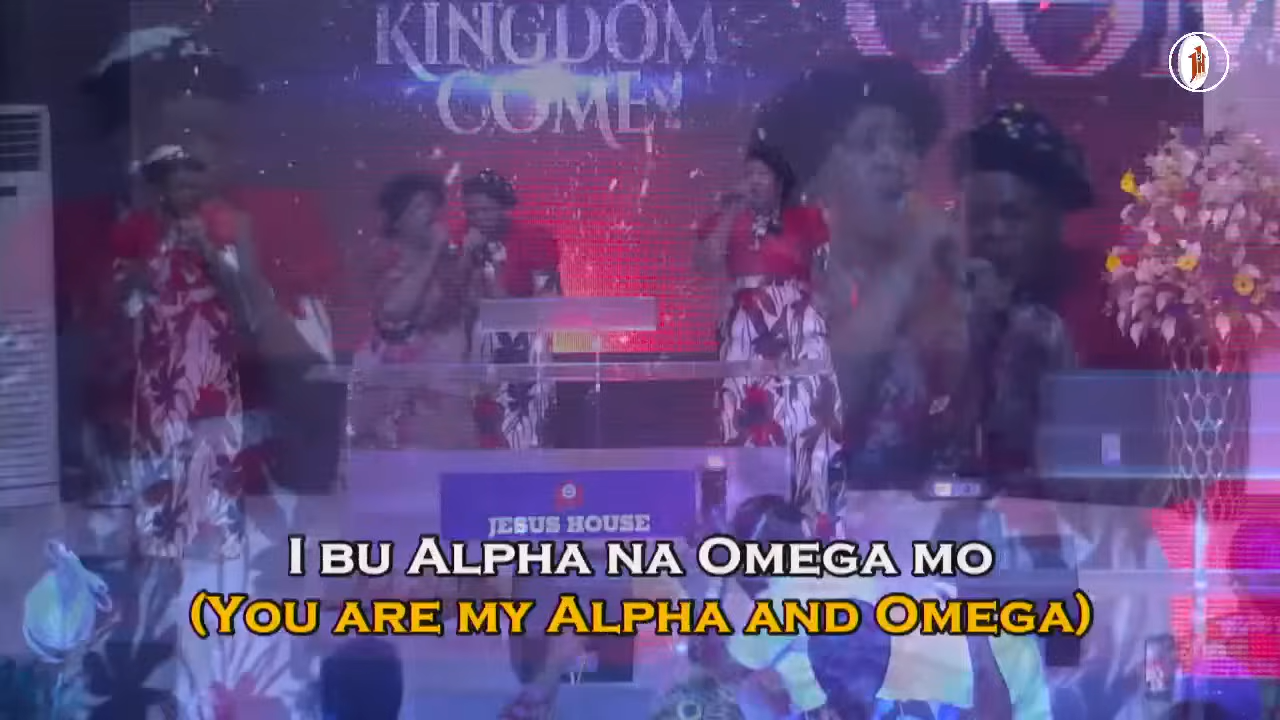 KINGDOM
COME
JESUS HOUSE
I BU ALPHA NA OMEGA MO
(YOU ARE MY ALPHA AND OMEGA)